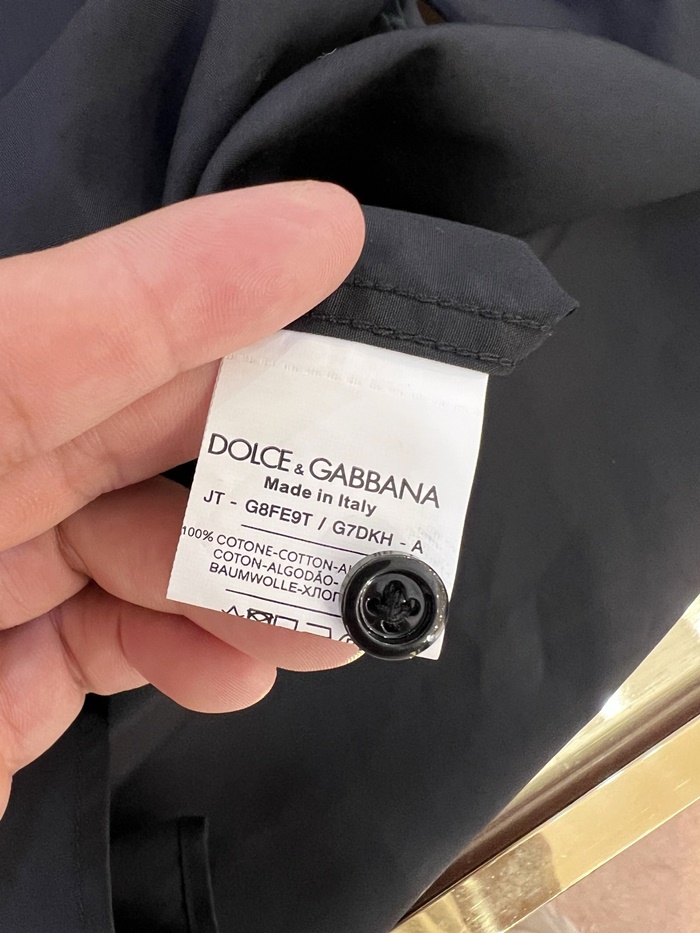 DOLCE & GABBANA
Made in Italy
JT - G8FE9T / G7DKH - A
100% COTONE-COTTON-
COTON-ALGODÃO-
BAUMWOLLE-ХЛОП